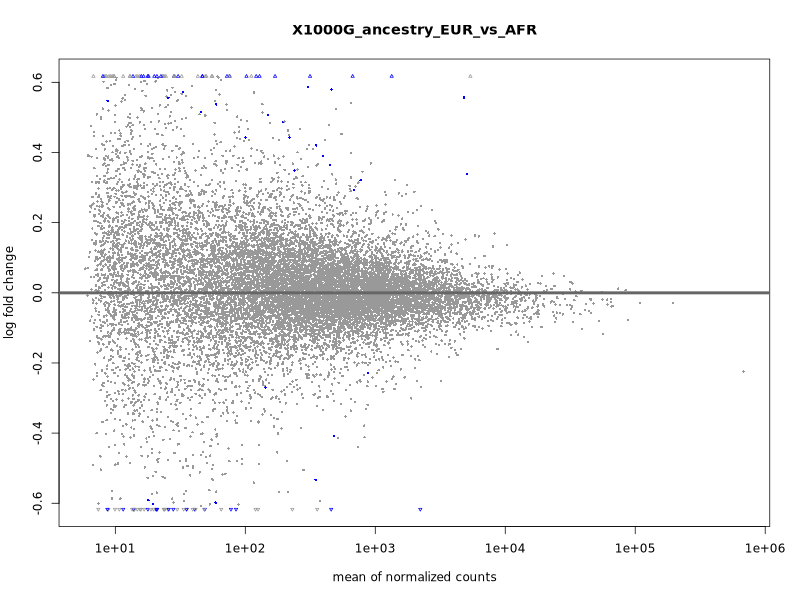 X1000G_ancestry_EUR_vs_AFR
log fold change
0.6
0.4
0.2
0.0
-0.2
-0.4
-0.6
1e+01 1e+02 1e+03 1e+04 1e+05 1e+06
mean of normalized counts